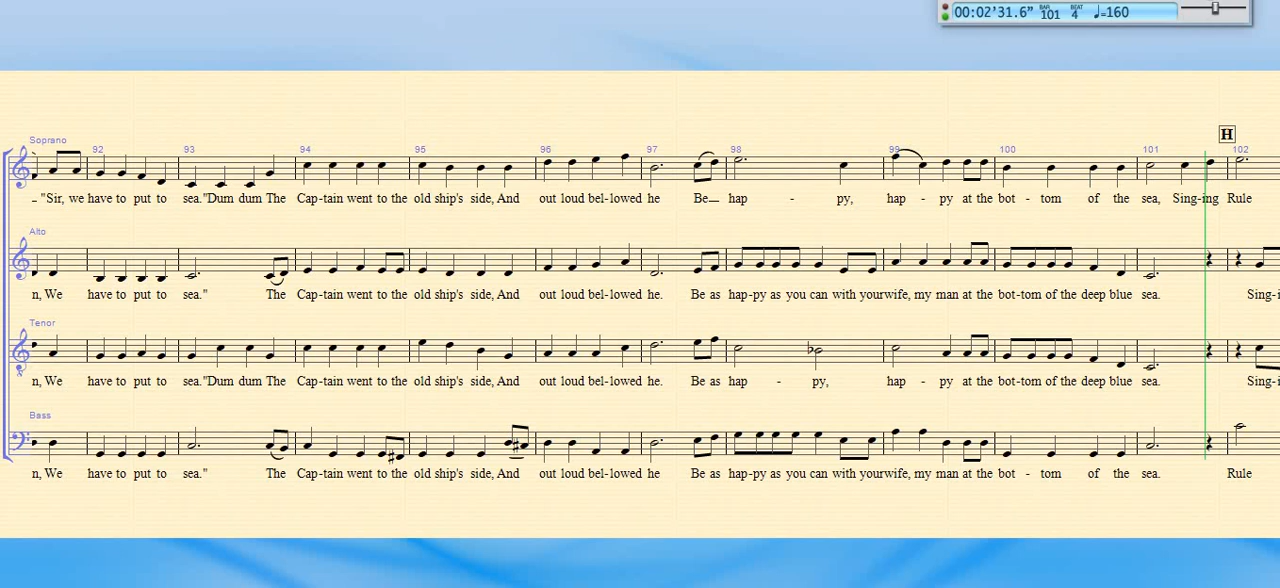 00:02'31.6" BAR 101 BEAT 4 ♩=160
H
Soprano
92 93 94 95 96 97 98 99 100 101 102
"Sir, we have to put to sea."Dum dum The Cap-tain went to the old ship's side, And out loud bel-lowed he Be hap - py, hap - py at the bot - tom of the sea, Sing-ing Rule
Alto
n, We have to put to sea." The Cap-tain went to the old ship's side, And out loud bel-lowed he. Be as hap-py as you can with yourwife, my man at the bot-tom of the deep blue sea. Sing-i
Tenor
n, We have to put to sea."Dum dum The Cap-tain went to the old ship's side, And out loud bel-lowed he. Be as hap - py, hap - py at the bot-tom of the deep blue sea. Sing-i
8
Bass
n, We have to put to sea." The Cap-tain went to the old ship's side, And out loud bel-lowed he Be as hap-py as you can with yourwife, my man at the bot - tom of the sea. Rule